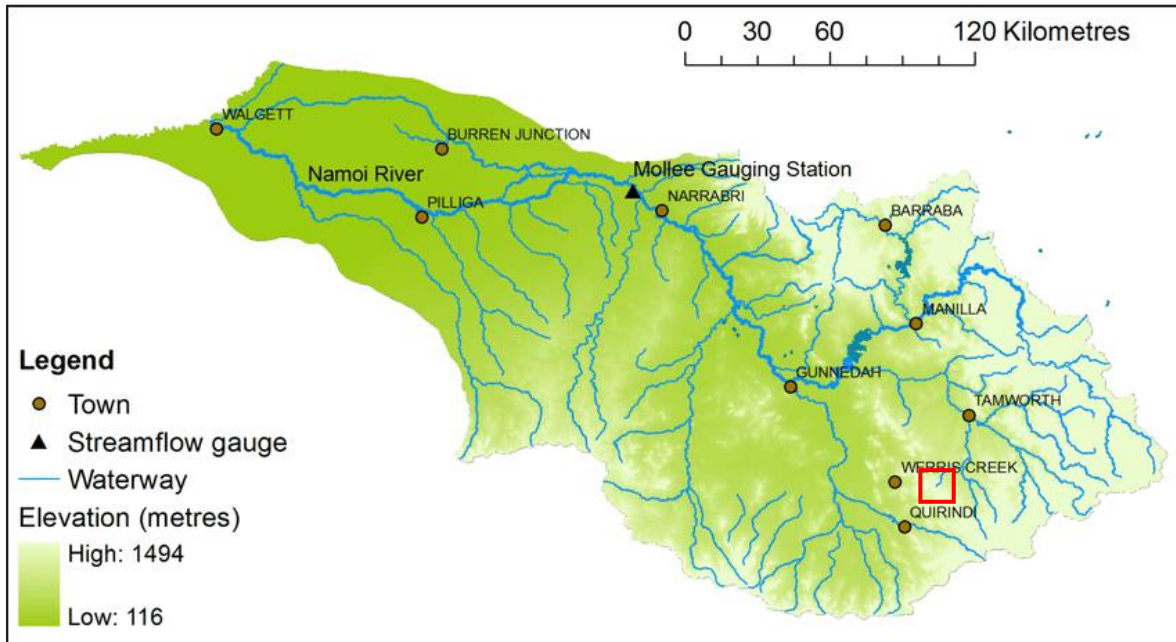 0 30 60 120 Kilometres
WALGETT
BURREN JUNCTION
Mollee Gauging Station
Namoi River
NARRABRI
PILLIGA
BARRABA
MANILLA
GUNNEDAH
TAMWORTH
WERRIS CREEK
QUIRINDI
Legend
Town
Streamflow gauge
Waterway
Elevation (metres)
High: 1494
Low: 116